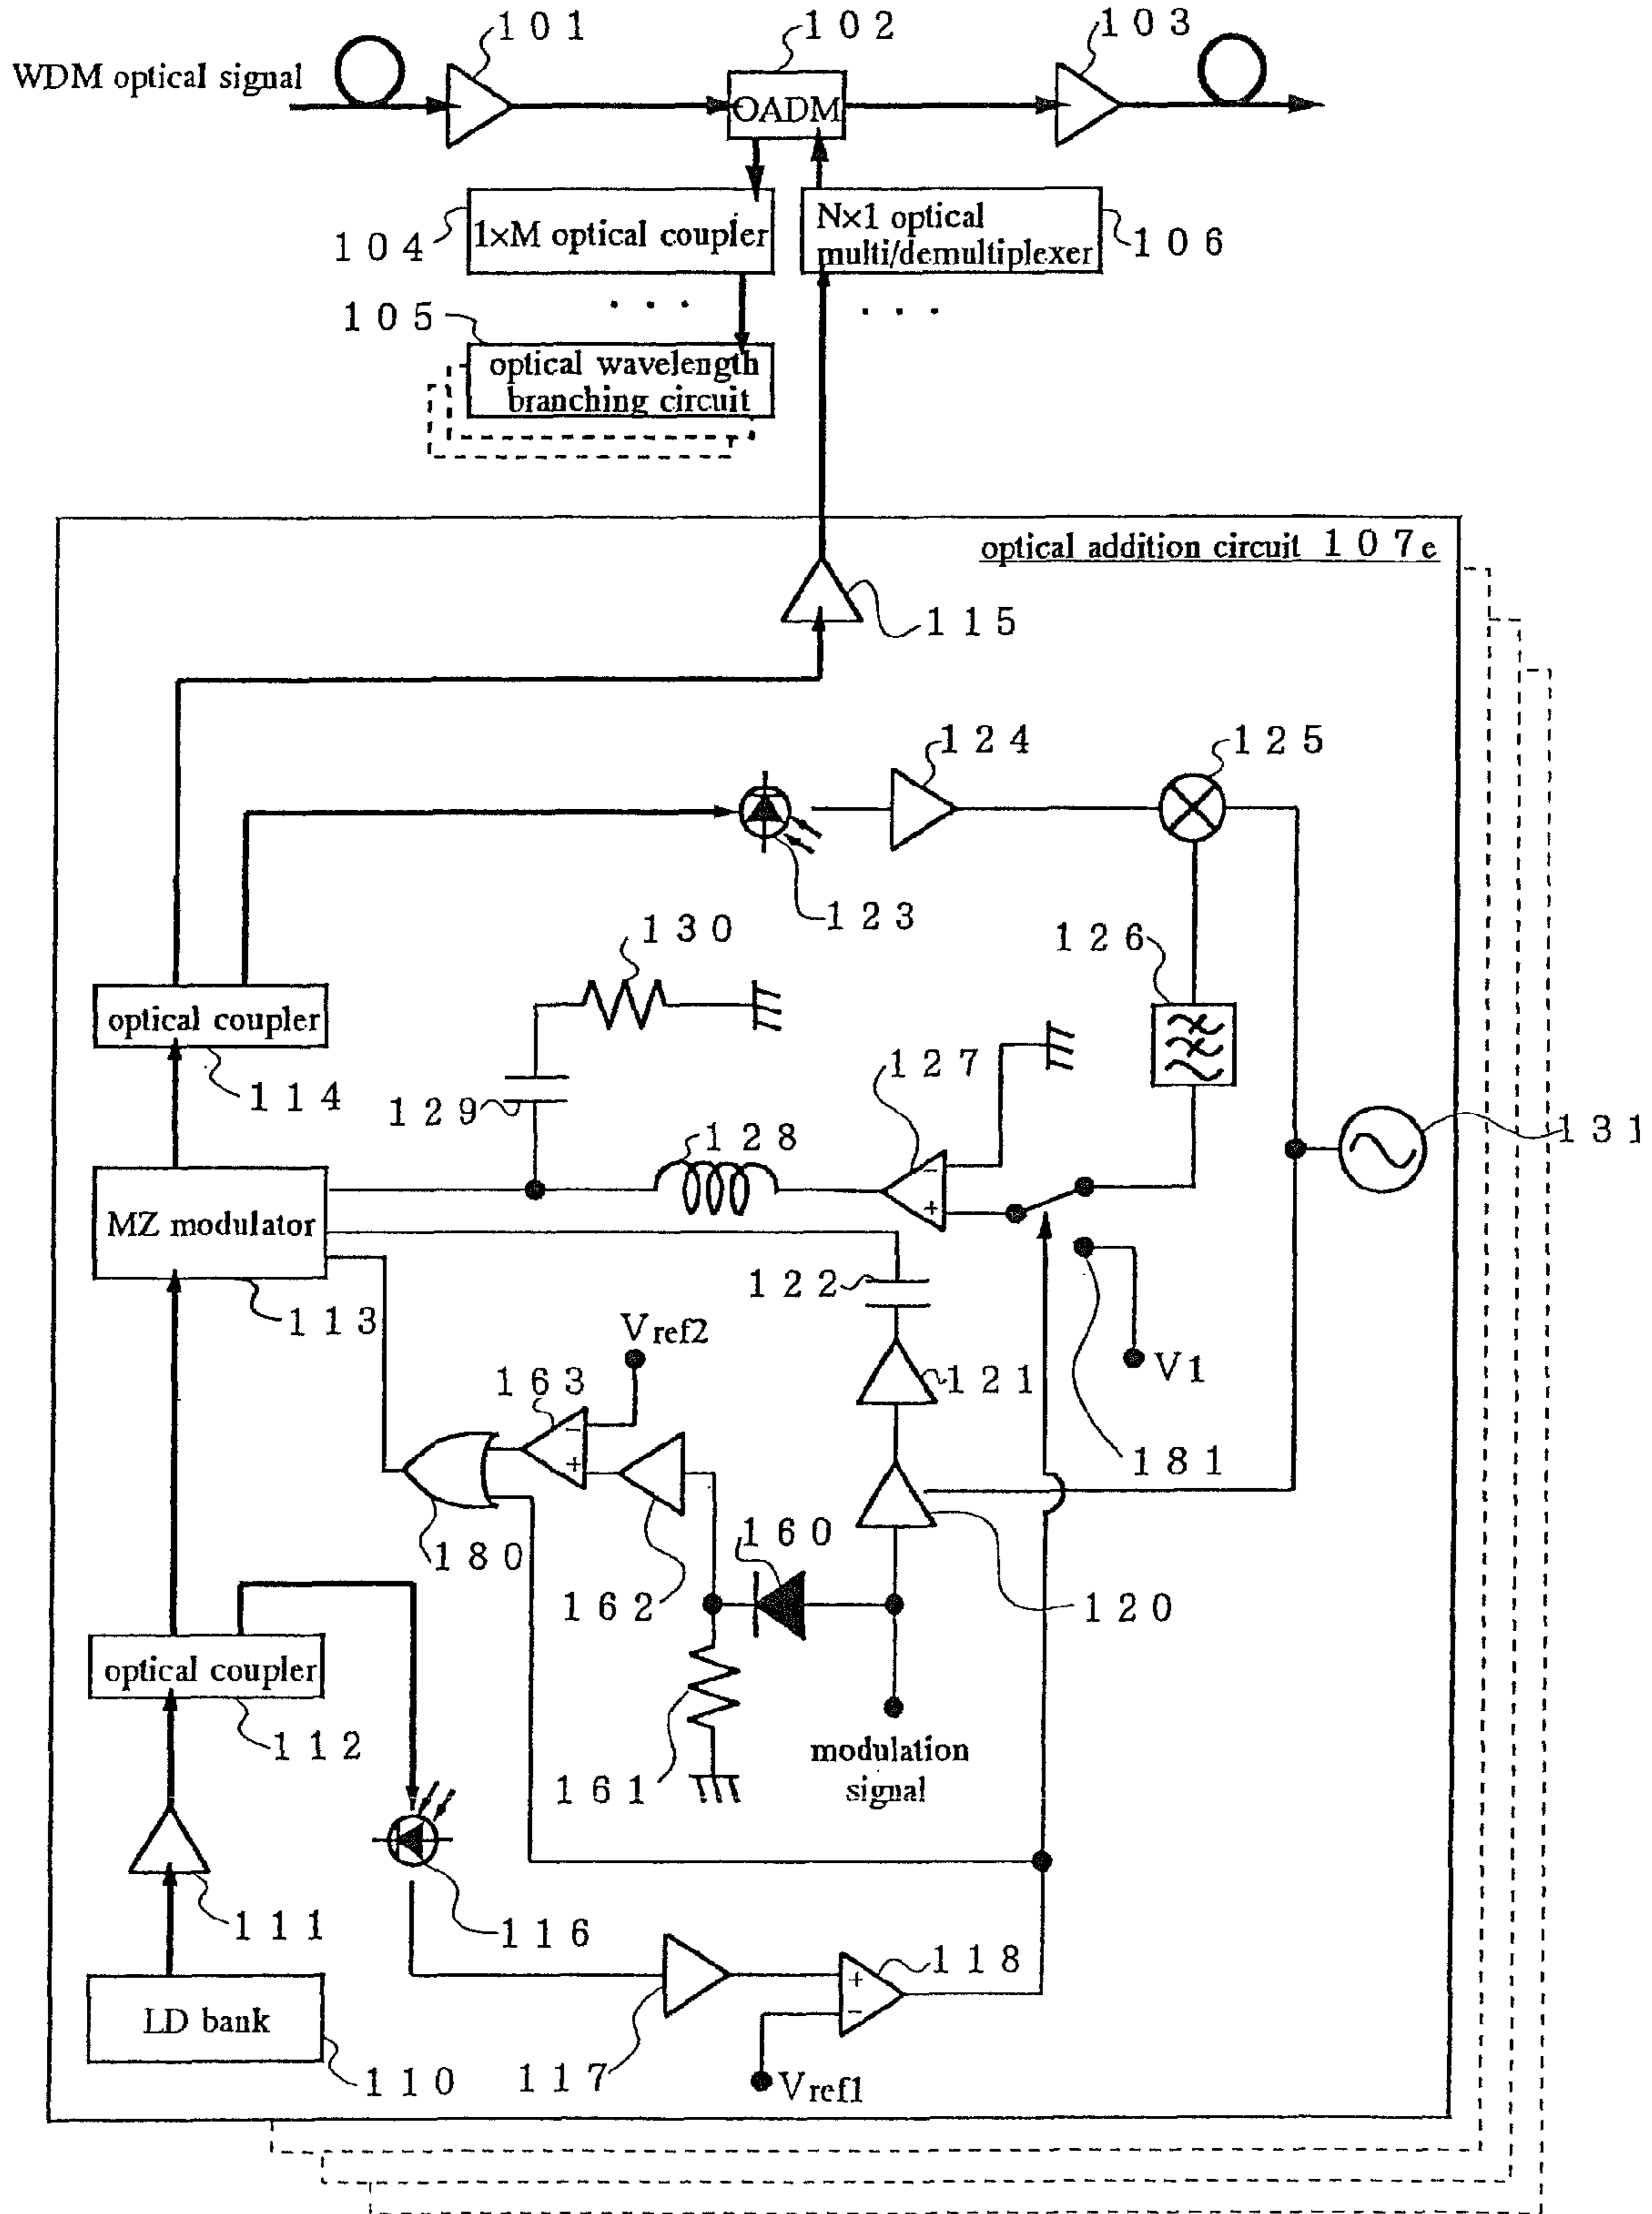 101
102
103
WDM optical signal
OADM
104
1×M optical coupler
N×1 optical
multi/demultiplexer
106
105
optical wavelength
branching circuit
optical addition circuit 107e
115
124
125
123
130
126
optical coupler
114
129
127
128
131
MZ modulator
-
+
113
122
Vref2
V1
163
121
-
+
181
180
160
162
120
optical coupler
112
161
modulation
signal
111
116
118
LD bank
+
-
117
110
Vref1